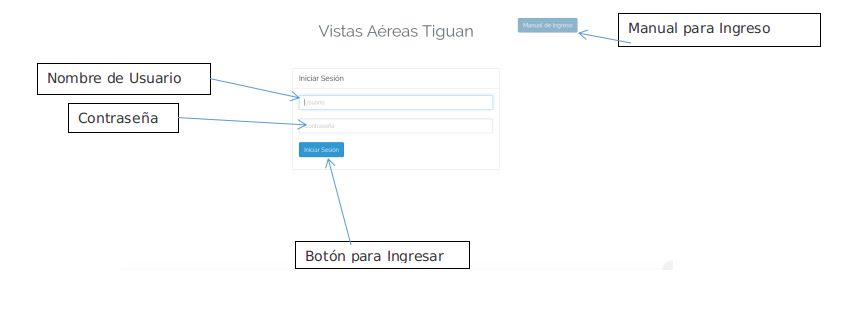 Vistas Aéreas Tiguan
Manual de Ingreso
Manual para Ingreso
Iniciar Sesión
Nombre de Usuario
Usuario
Contraseña
Contraseña
Iniciar Sesión
Botón para Ingresar